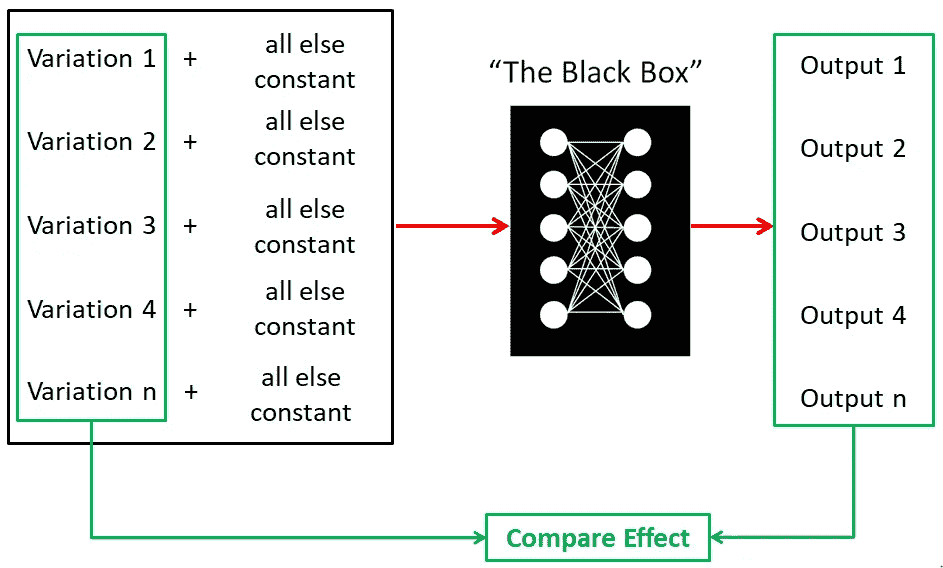 Variation 1 + all else
constant
Variation 2 + all else
constant
Variation 3 + all else
constant
Variation 4 + all else
constant
Variation n + all else
constant
“The Black Box”
Output 1
Output 2
Output 3
Output 4
Output n
Compare Effect